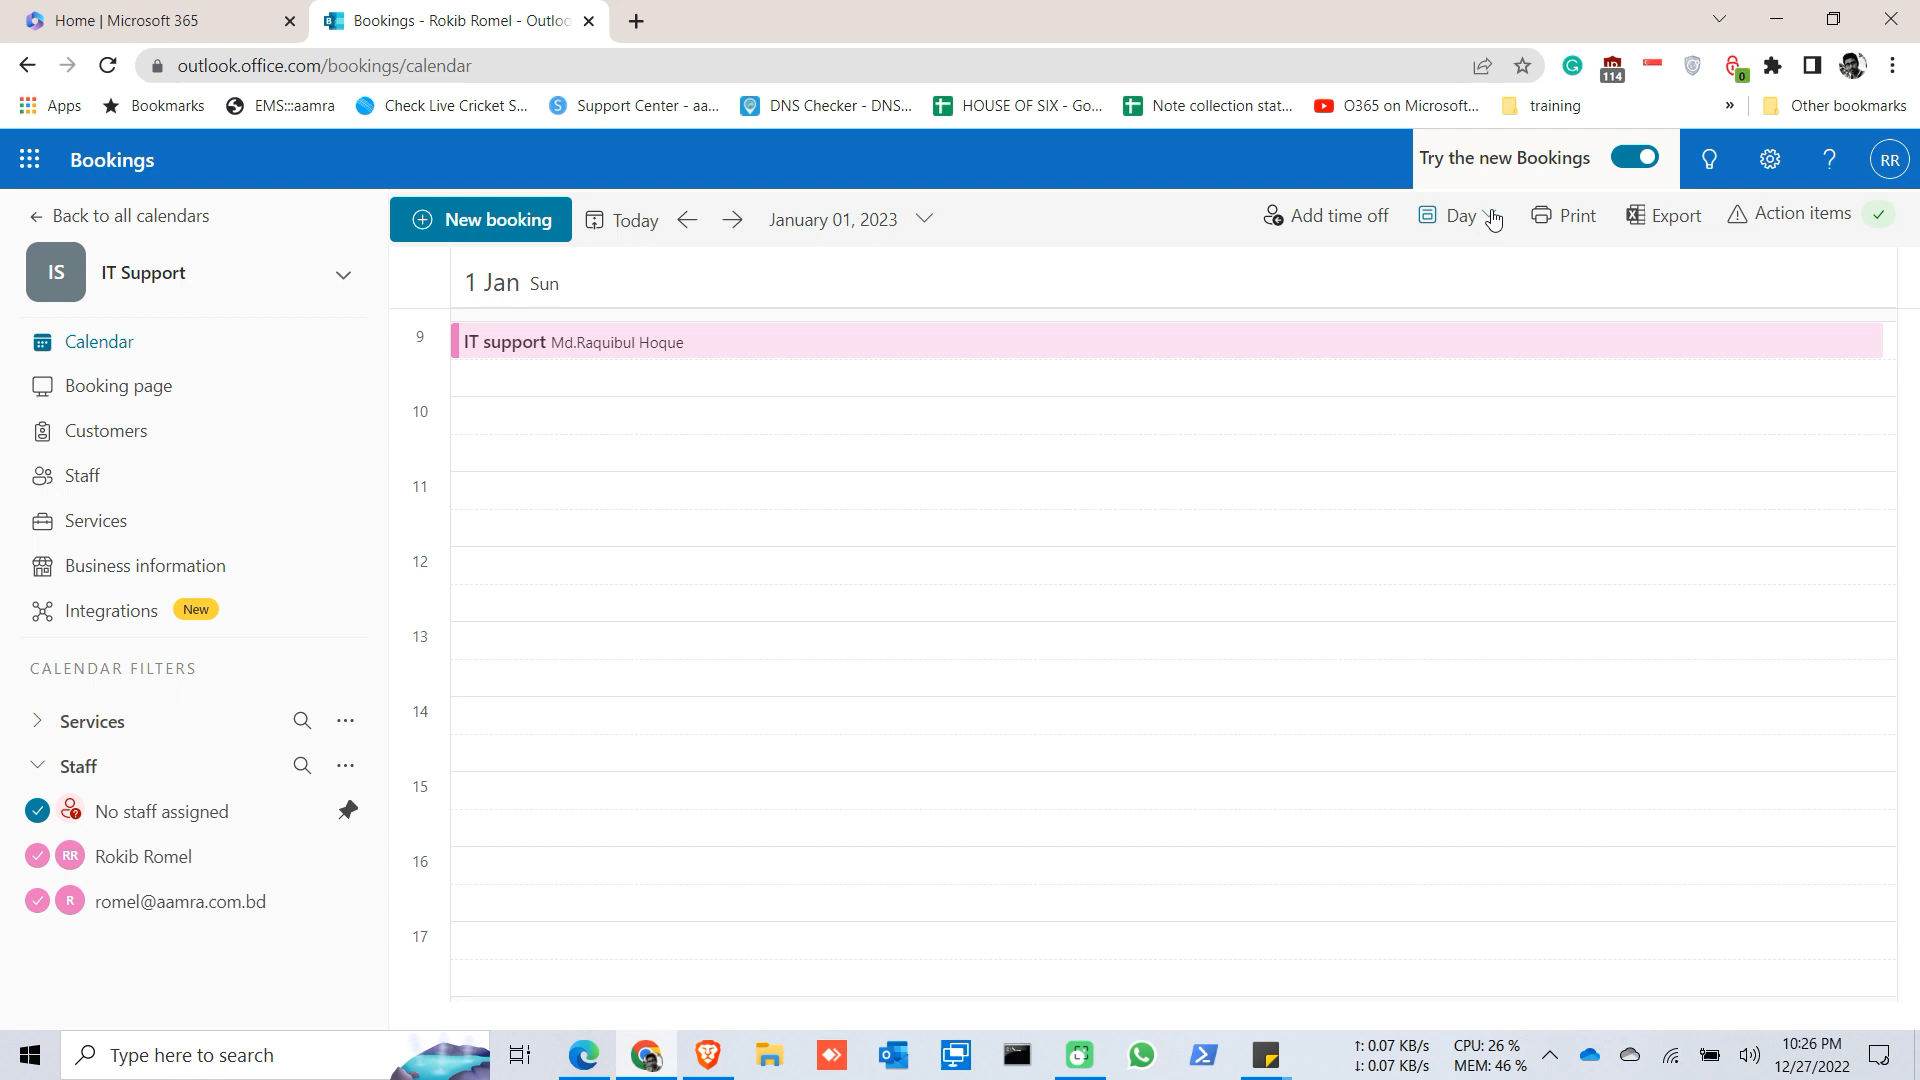 Home | Microsoft 365
Bookings - Rokib Romel - Outloo
outlook.office.com/bookings/calendar
114
0
Apps
Bookmarks
EMS:::aamra
Check Live Cricket S...
Support Center - aa...
DNS Checker - DNS...
HOUSE OF SIX - Go...
Note collection stat...
O365 on Microsoft...
training
»
Other bookmarks
Bookings
Try the new Bookings
?
RR
Back to all calendars
New booking
Today
January 01, 2023
Add time off
Day
Print
Export
Action items
IS
IT Support
1 Jan Sun
Calendar
Booking page
Customers
Staff
Services
Business information
Integrations New
CALENDAR FILTERS
Services
Staff
No staff assigned
RR Rokib Romel
R romel@aamra.com.bd
9
IT support Md.Raquibul Hoque
10
11
12
13
14
15
16
17
Type here to search
↑: 0.07 KB/s
↓: 0.07 KB/s
CPU: 26 %
MEM: 46 %
10:26 PM
12/27/2022